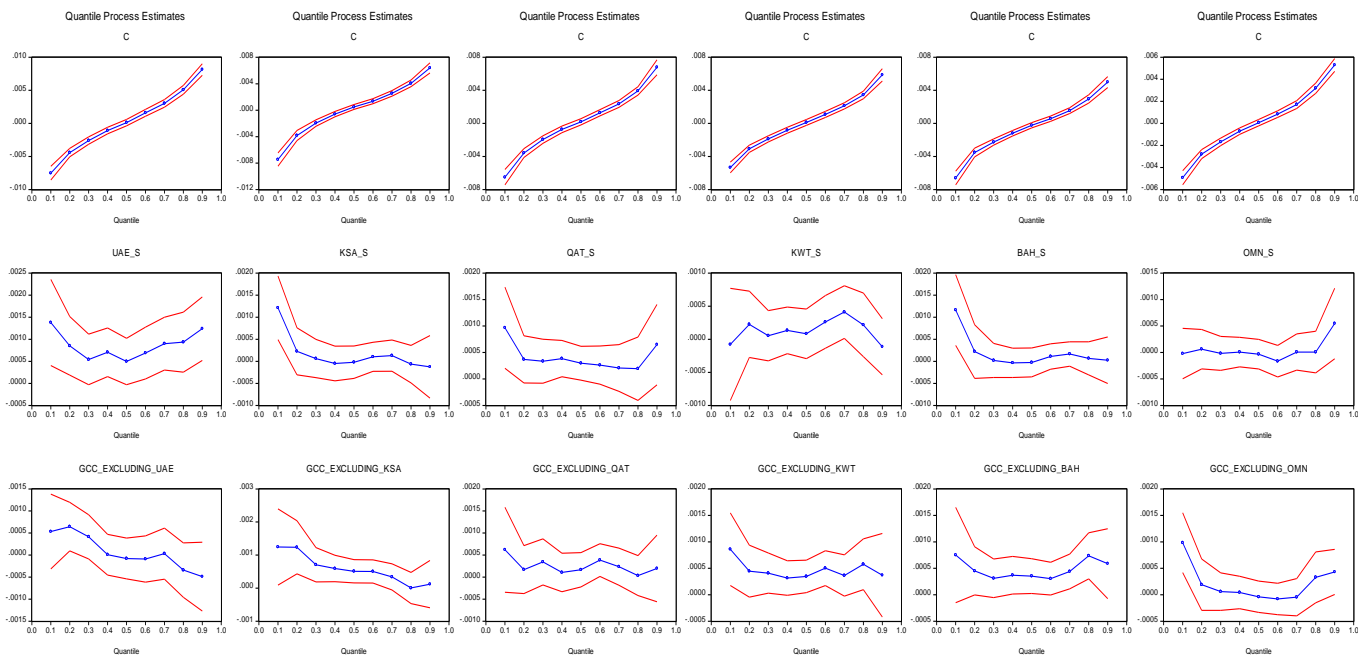 Quantile Process Estimates Quantile Process Estimates Quantile Process Estimates Quantile Process Estimates Quantile Process Estimates Quantile Process Estimates
C C C C C C
.010 .008 .008 .008 .008 .006
.005 .004 .004 .004 .004 .004
.002
.000 .000 .000 .000 .000 .000
-.004 -.002
-.005 -.004 -.004 -.004 -.004
-.008
-.010 -.012 -.008 -.008 -.008 -.006
0.0 0.1 0.2 0.3 0.4 0.5 0.6 0.7 0.8 0.9 1.0 0.0 0.1 0.2 0.3 0.4 0.5 0.6 0.7 0.8 0.9 1.0 0.0 0.1 0.2 0.3 0.4 0.5 0.6 0.7 0.8 0.9 1.0 0.0 0.1 0.2 0.3 0.4 0.5 0.6 0.7 0.8 0.9 1.0 0.0 0.1 0.2 0.3 0.4 0.5 0.6 0.7 0.8 0.9 1.0 0.0 0.1 0.2 0.3 0.4 0.5 0.6 0.7 0.8 0.9 1.0
Quantile Quantile Quantile Quantile Quantile Quantile
UAE_S KSA_S QAT_S KWT_S BAH_S OMN_S
.0025 .0020 .0020 .0010 .0020 .0015
.0020 .0015 .0015 .0015 .0010
.0015 .0010 .0010 .0005 .0010
.0010 .0005 .0005 .0000 .0005 .0005
.0005 .0000 .0000 .0000
.0000 -.0005 .0000 -.0005 -.0005 -.0005
-.0005 -.0010 -.0005 -.0010 -.0010 -.0010
0.0 0.1 0.2 0.3 0.4 0.5 0.6 0.7 0.8 0.9 1.0 0.0 0.1 0.2 0.3 0.4 0.5 0.6 0.7 0.8 0.9 1.0 0.0 0.1 0.2 0.3 0.4 0.5 0.6 0.7 0.8 0.9 1.0 0.0 0.1 0.2 0.3 0.4 0.5 0.6 0.7 0.8 0.9 1.0 0.0 0.1 0.2 0.3 0.4 0.5 0.6 0.7 0.8 0.9 1.0 0.0 0.1 0.2 0.3 0.4 0.5 0.6 0.7 0.8 0.9 1.0
Quantile Quantile Quantile Quantile Quantile Quantile
GCC_EXCLUDING_UAE GCC_EXCLUDING_KSA GCC_EXCLUDING_QAT GCC_EXCLUDING_KWT GCC_EXCLUDING_BAH GCC_EXCLUDING_OMN
.0015 .003 .0020 .0020 .0020 .0020
.0010 .0015 .0015 .0015 .0015
.0005 .002 .0010 .0010 .0010 .0010
.0000 .001 .0005 .0005 .0005 .0005
-.0005 .000 .0000 .0000 .0000 .0000
-.0010 -.0005
-.0015 -.001 -.0010 -.0005 -.0005 -.0005
0.0 0.1 0.2 0.3 0.4 0.5 0.6 0.7 0.8 0.9 1.0 0.0 0.1 0.2 0.3 0.4 0.5 0.6 0.7 0.8 0.9 1.0 0.0 0.1 0.2 0.3 0.4 0.5 0.6 0.7 0.8 0.9 1.0 0.0 0.1 0.2 0.3 0.4 0.5 0.6 0.7 0.8 0.9 1.0 0.0 0.1 0.2 0.3 0.4 0.5 0.6 0.7 0.8 0.9 1.0 0.0 0.1 0.2 0.3 0.4 0.5 0.6 0.7 0.8 0.9 1.0
Quantile Quantile Quantile Quantile Quantile Quantile